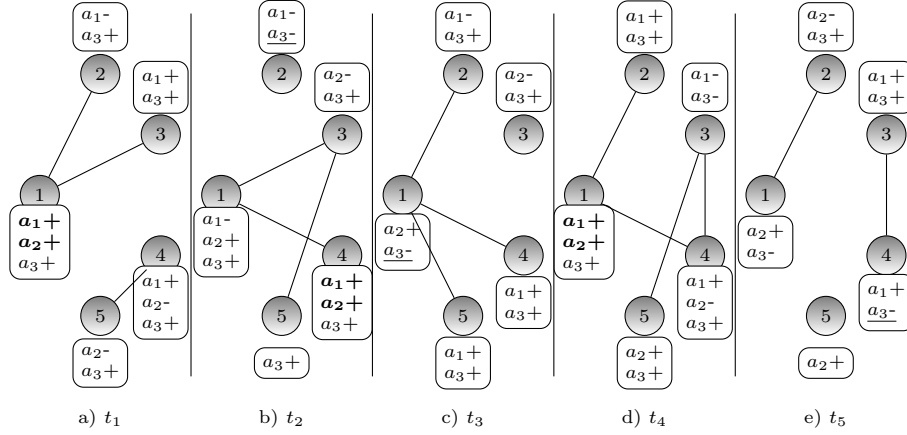 a₁-
a₃+
2
a₁+
a₃+
3
1
a₁+
a₂+
a₃+
4
a₁+
a₂-
a₃+
5
a₂-
a₃+
a) t₁
a₁-
a₃-
2
a₂-
a₃+
3
1
a₁-
a₂+
a₃+
4
a₁+
a₂+
a₃+
5
a₃+
b) t₂
a₁-
a₃+
2
a₂-
a₃+
3
1
a₂+
a₃-
4
a₁+
a₃+
5
a₁+
a₃+
c) t₃
a₁+
a₃+
2
a₁-
a₃-
3
1
a₁+
a₂+
a₃+
4
a₁+
a₂-
a₃+
5
a₂+
a₃+
d) t₄
a₂-
a₃+
2
a₁+
a₃+
3
1
a₂+
a₃-
4
a₁+
a₃-
5
a₂+
e) t₅